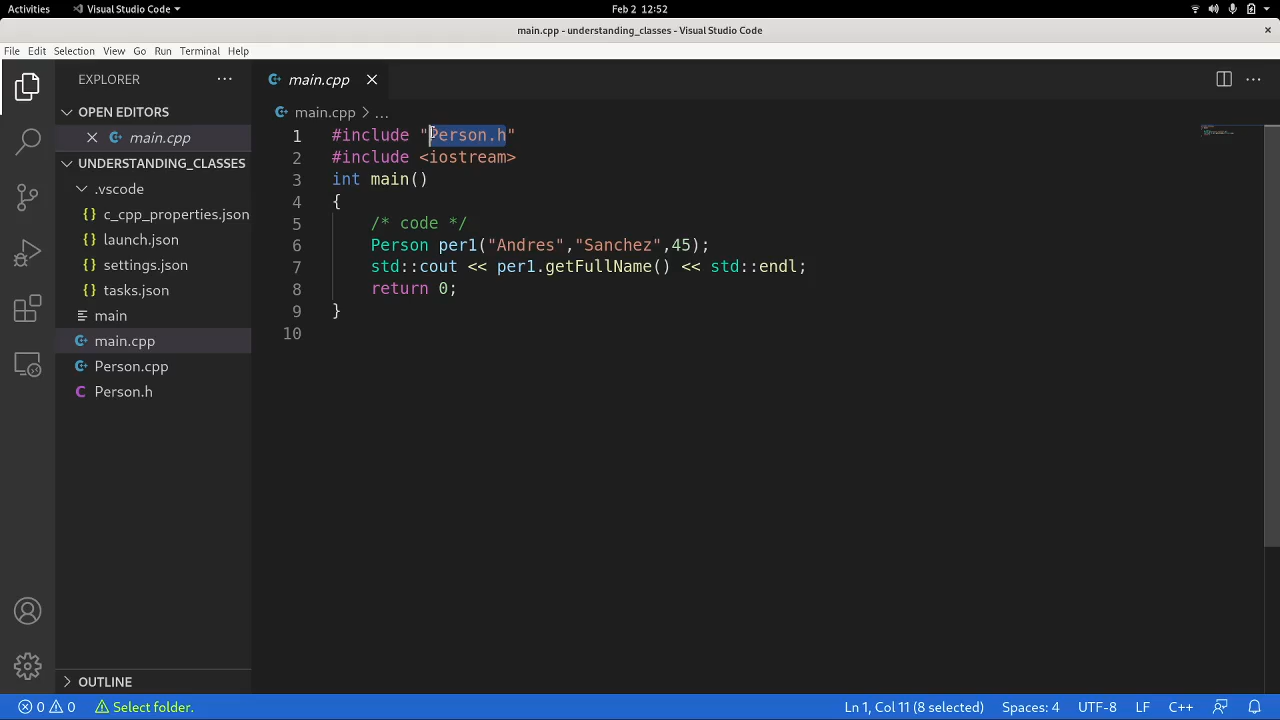 Activities
Visual Studio Code
Feb 2 12:52
main.cpp - understanding_classes - Visual Studio Code
×
File Edit Selection View Go Run Terminal Help
EXPLORER
...
main.cpp
OPEN EDITORS
main.cpp > ...
main.cpp
1 #include "Person.h"
UNDERSTANDING_CLASSES
2 #include <iostream>
.vscode
3 int main()
c_cpp_properties.json
4 {
launch.json
5 /* code */
settings.json
6 Person per1("Andres","Sanchez",45);
tasks.json
7 std::cout << per1.getFullName() << std::endl;
main
8 return 0;
main.cpp
9 }
Person.cpp
10
Person.h
OUTLINE
0 0 Select folder. Ln 1, Col 11 (8 selected) Spaces: 4 UTF-8 LF C++